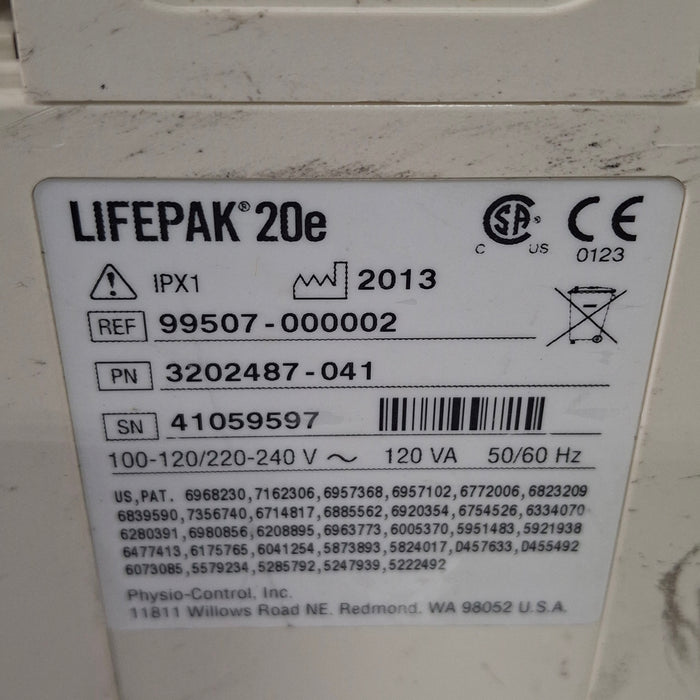 LIFEPAK® 20e
CSA® C US CE 0123
IPX1 2013
REF 99507-000002
PN 3202487-041
SN 41059597
100-120/220-240 V ~ 120 VA 50/60 Hz
US,PAT. 6968230,7162306,6957368,6957102,6772006,6823209
6839590,7356740,6714817,6885562,6920354,6754526,6334070
6280391,6980856,6208895,6963773,6005370,5951483,5921938
6477413,6175765,6041254,5873893,5824017,D457633,D455492
6073085,5579234,5285792,5247939,5222492
Physio-Control, Inc.
11811 Willows Road NE. Redmond. WA 98052 U.S.A.